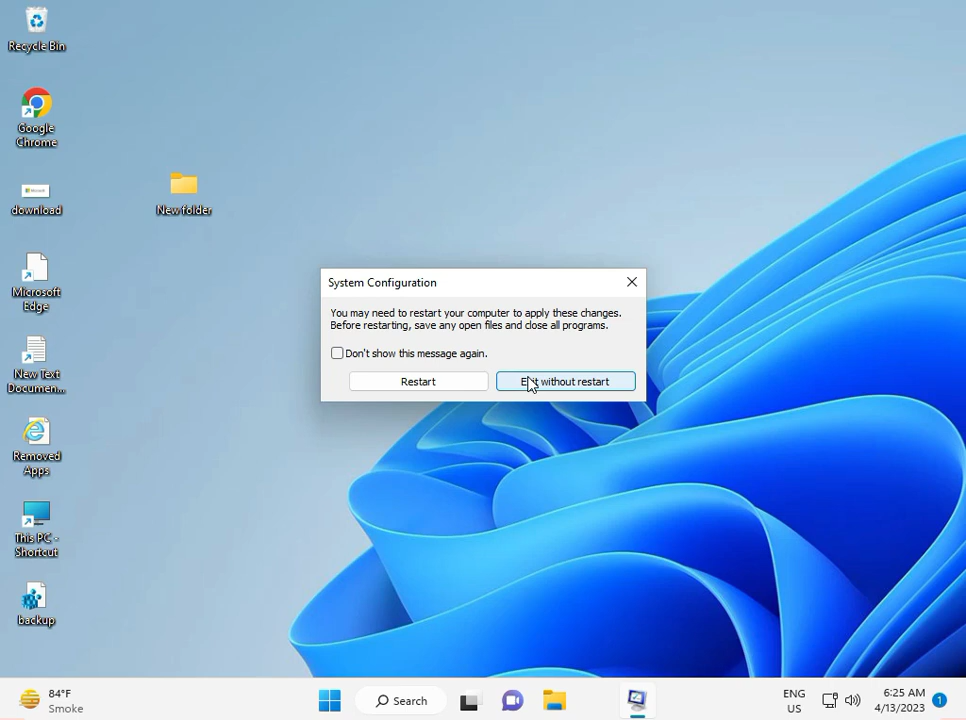 Recycle Bin
Google
Chrome
download
New folder
Microsoft
Edge
New Text
Documen...
Removed
Apps
This PC -
Shortcut
backup
System Configuration
You may need to restart your computer to apply these changes.
Before restarting, save any open files and close all programs.
Don't show this message again.
Restart
Exit without restart
84°F
Smoke
Search
ENG
US
6:25 AM
4/13/2023
1